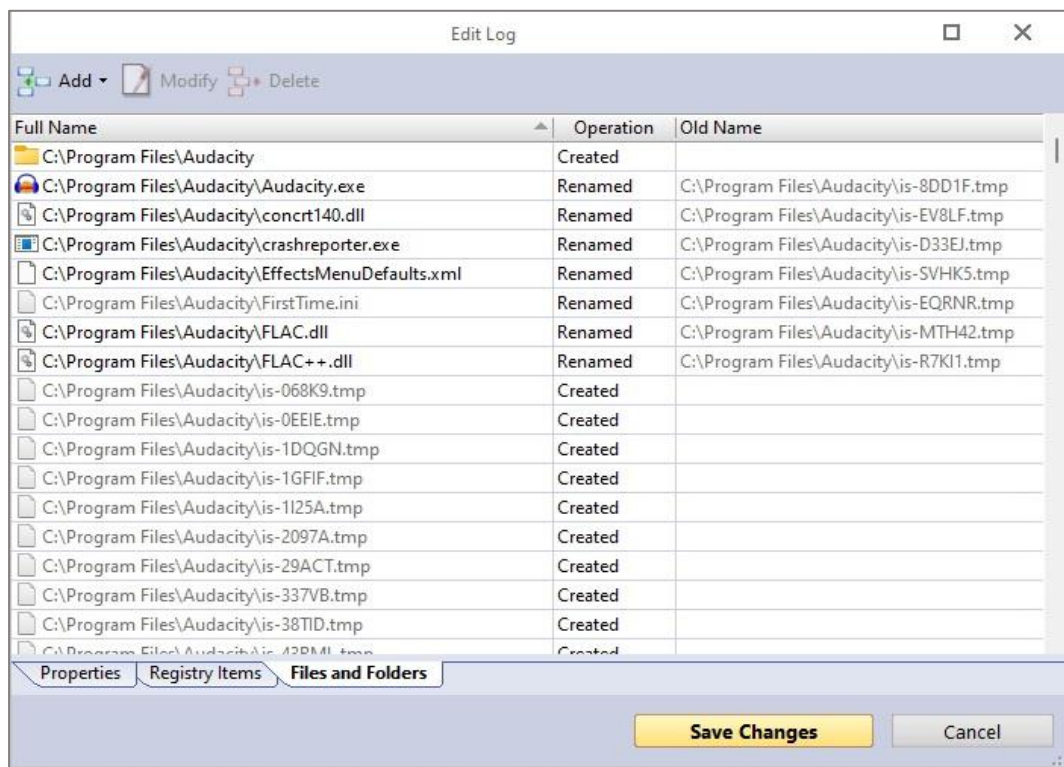 Edit Log
Add Modify Delete
Full Name Operation Old Name
C:\Program Files\Audacity Created
C:\Program Files\Audacity\Audacity.exe Renamed C:\Program Files\Audacity\is-8DD1F.tmp
C:\Program Files\Audacity\concrt140.dll Renamed C:\Program Files\Audacity\is-EV8LF.tmp
C:\Program Files\Audacity\crashreporter.exe Renamed C:\Program Files\Audacity\is-D33EJ.tmp
C:\Program Files\Audacity\EffectsMenuDefaults.xml Renamed C:\Program Files\Audacity\is-SVHK5.tmp
C:\Program Files\Audacity\FirstTime.ini Renamed C:\Program Files\Audacity\is-EQRNR.tmp
C:\Program Files\Audacity\FLAC.dll Renamed C:\Program Files\Audacity\is-MTH42.tmp
C:\Program Files\Audacity\FLAC++.dll Renamed C:\Program Files\Audacity\is-R7KI1.tmp
C:\Program Files\Audacity\is-068K9.tmp Created
C:\Program Files\Audacity\is-0EEIE.tmp Created
C:\Program Files\Audacity\is-1DQGN.tmp Created
C:\Program Files\Audacity\is-1GFIF.tmp Created
C:\Program Files\Audacity\is-1I25A.tmp Created
C:\Program Files\Audacity\is-2097A.tmp Created
C:\Program Files\Audacity\is-29ACT.tmp Created
C:\Program Files\Audacity\is-337VB.tmp Created
C:\Program Files\Audacity\is-38TID.tmp Created
Properties Registry Items Files and Folders
Save Changes Cancel